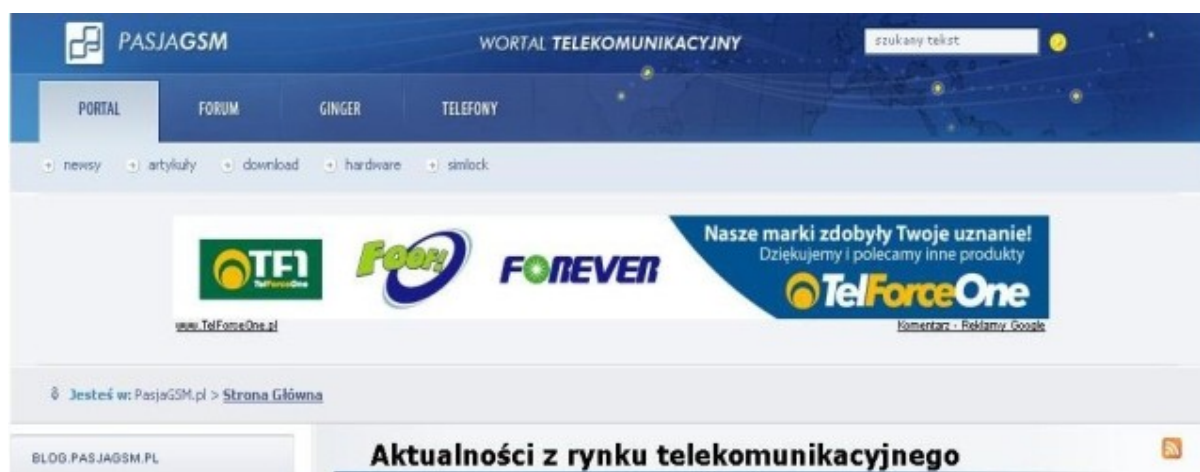 PASJAGSM WORTAL TELEKOMUNIKACYJNY szukany tekst
PORTAL FORUM GINGER TELEFONY
newsy artykuły download hardware simlock
Nasze marki zdobyły Twoje uznanie!
Dziękujemy i polecamy inne produkty
TF1 FOOF! FOREVER TelForceOne
TelForceOne
www.TelForceOne.pl Komentarz - Reklamy Google
Jesteś w: PasjaGSM.pl > Strona Główna
BLOG.PASJAGSM.PL Aktualności z rynku telekomunikacyjnego